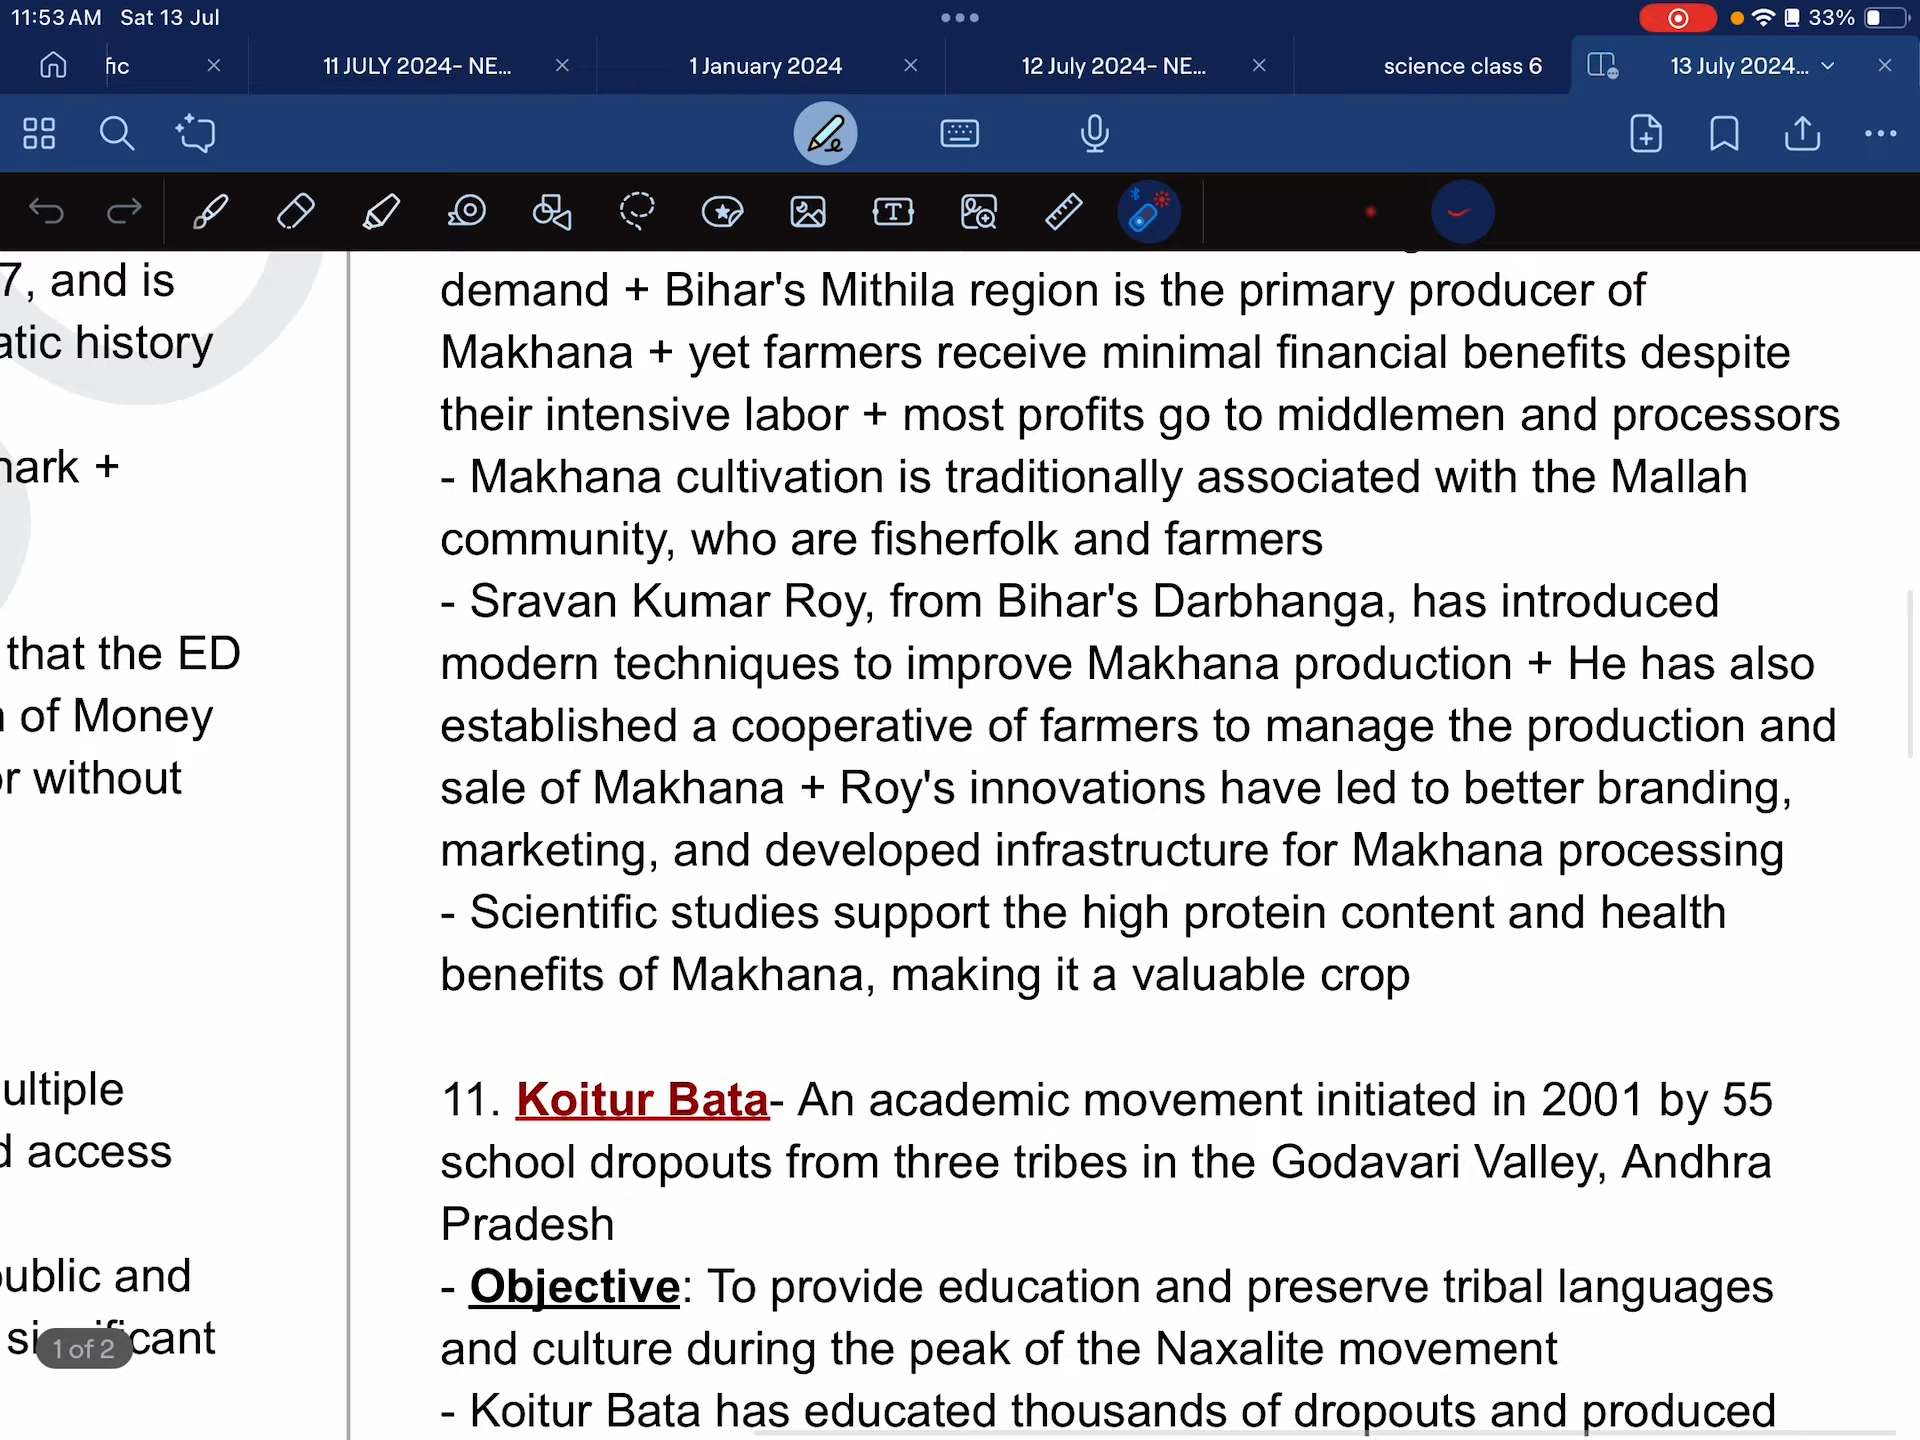 11:53 AM Sat 13 Jul
33%
fic
11 JULY 2024- NE...
1 January 2024
12 July 2024- NE...
science class 6
13 July 2024...
7, and is
atic history
mark +
that the ED
of Money
or without
ultiple
d access
public and
significant
1 of 2
demand + Bihar's Mithila region is the primary producer of
Makhana + yet farmers receive minimal financial benefits despite
their intensive labor + most profits go to middlemen and processors
- Makhana cultivation is traditionally associated with the Mallah
community, who are fisherfolk and farmers
- Sravan Kumar Roy, from Bihar's Darbhanga, has introduced
modern techniques to improve Makhana production + He has also
established a cooperative of farmers to manage the production and
sale of Makhana + Roy's innovations have led to better branding,
marketing, and developed infrastructure for Makhana processing
- Scientific studies support the high protein content and health
benefits of Makhana, making it a valuable crop
11. Koitur Bata- An academic movement initiated in 2001 by 55
school dropouts from three tribes in the Godavari Valley, Andhra
Pradesh
- Objective: To provide education and preserve tribal languages
and culture during the peak of the Naxalite movement
- Koitur Bata has educated thousands of dropouts and produced